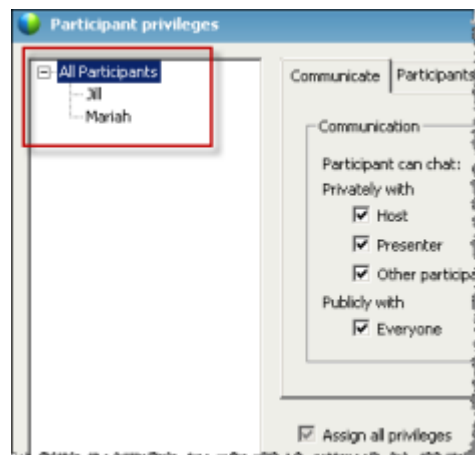 Participant privileges
All Participants
Jill
Mariah
Communicate
Participants
Communication
Participant can chat:
Privately with
Host
Presenter
Other
Publicly with
Everyone
Assign all privileges